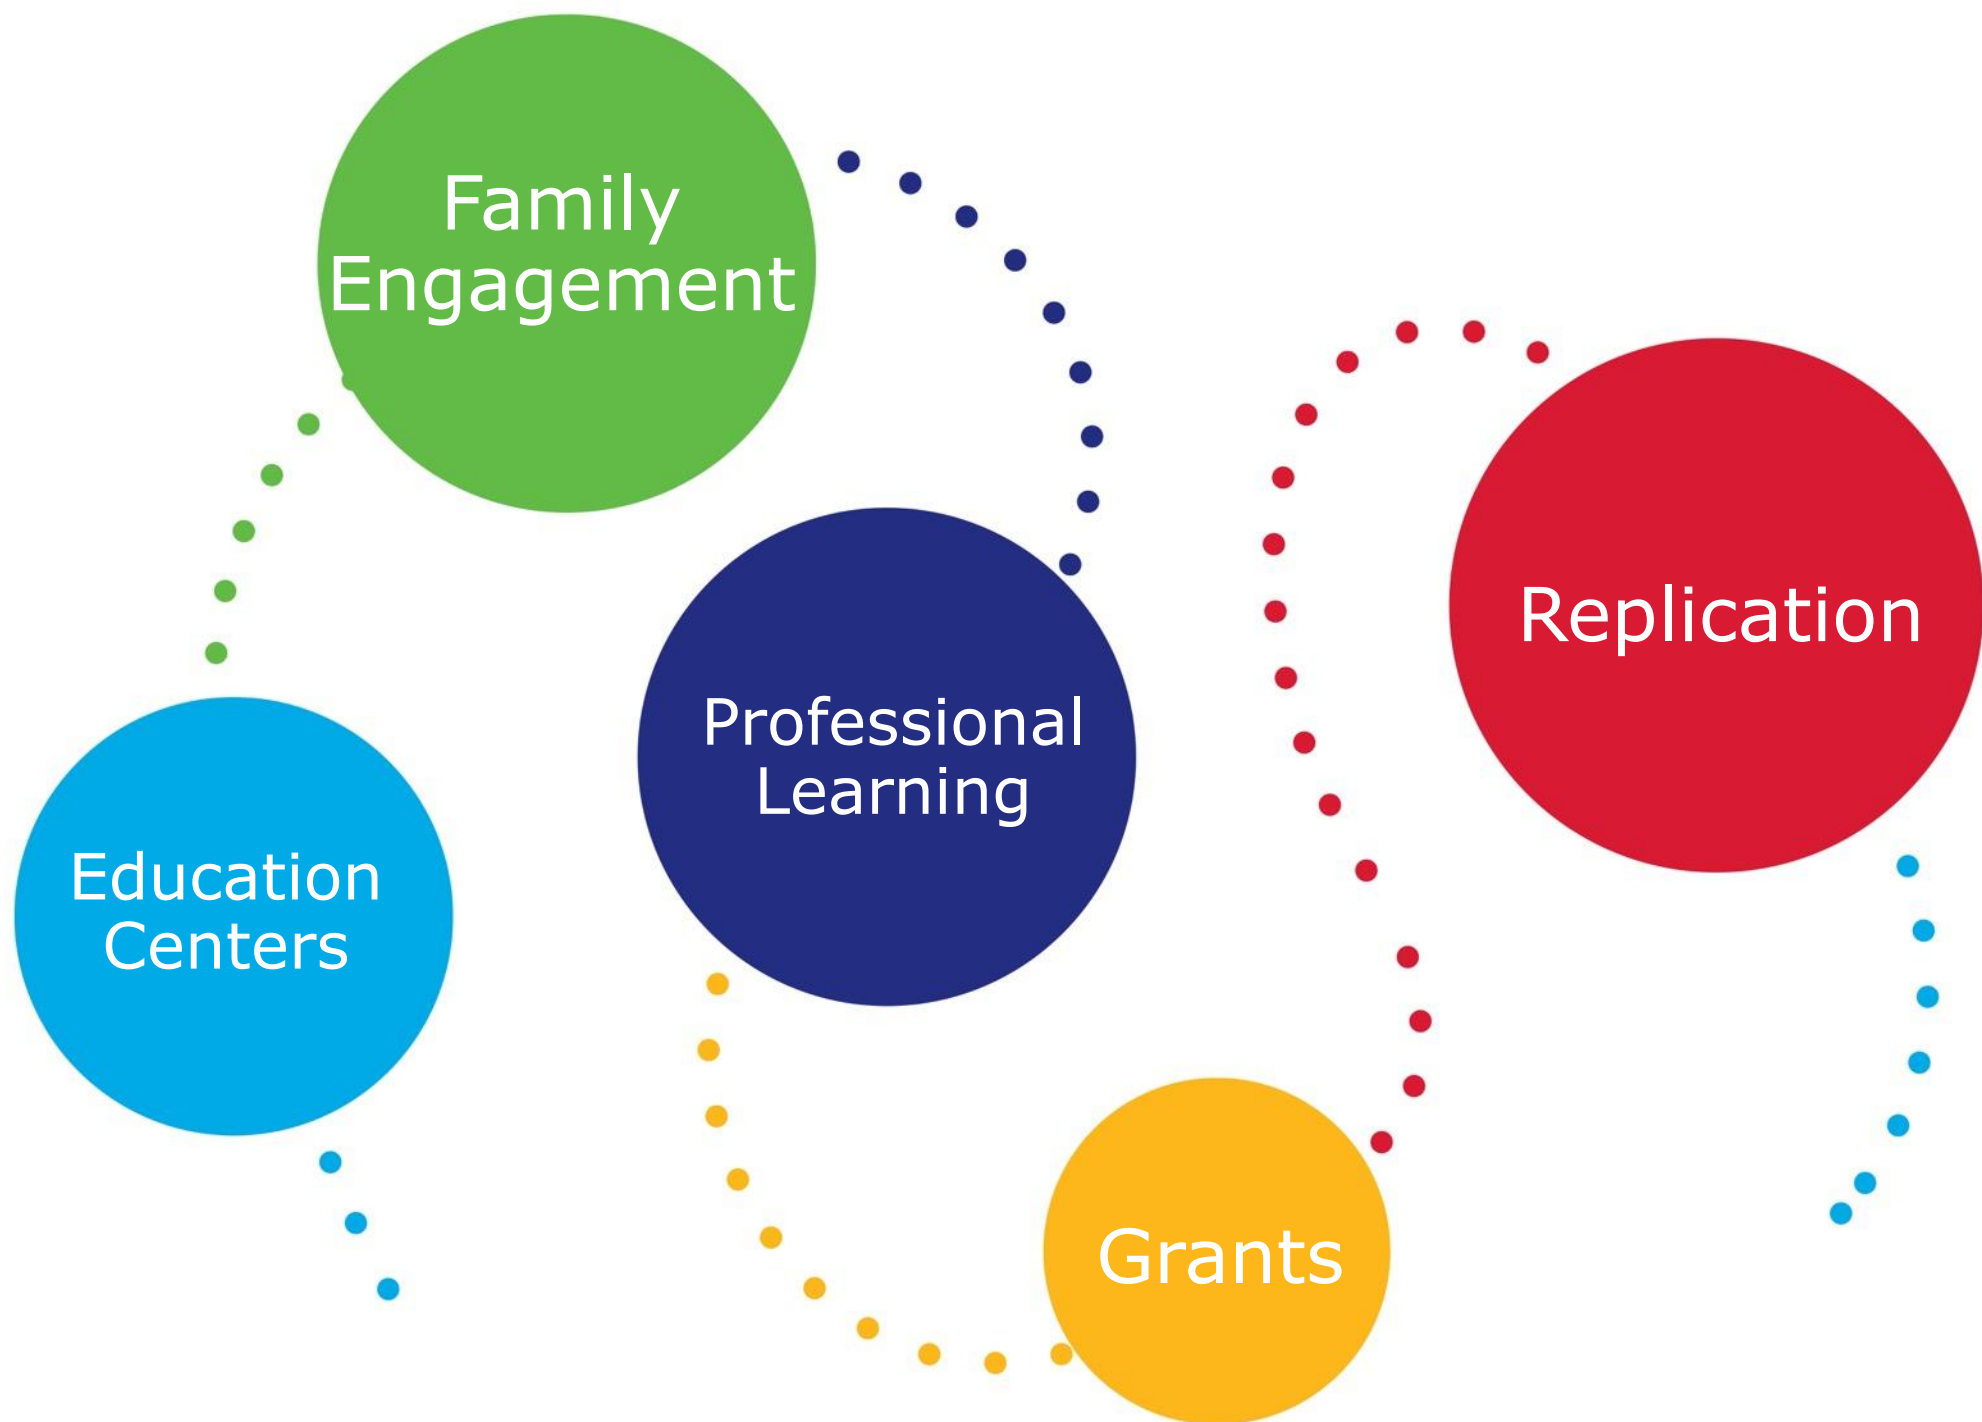 Family
Engagement
Replication
Professional
Learning
Education
Centers
Grants